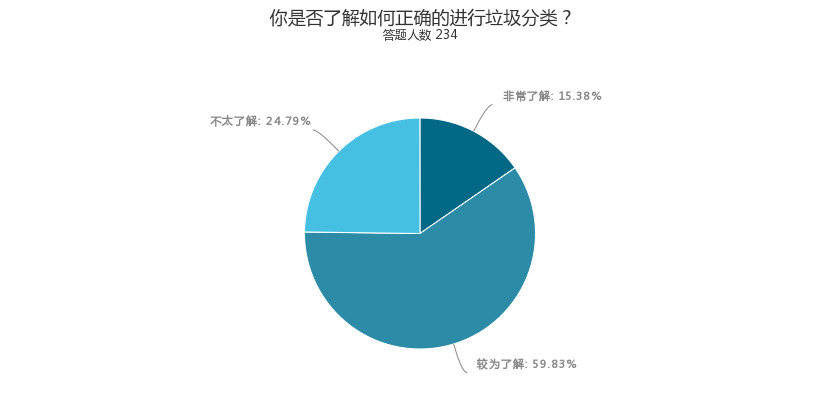 你是否了解如何正确的进行垃圾分类？
答题人数 234
非常了解: 15.38%
不太了解: 24.79%
较为了解: 59.83%